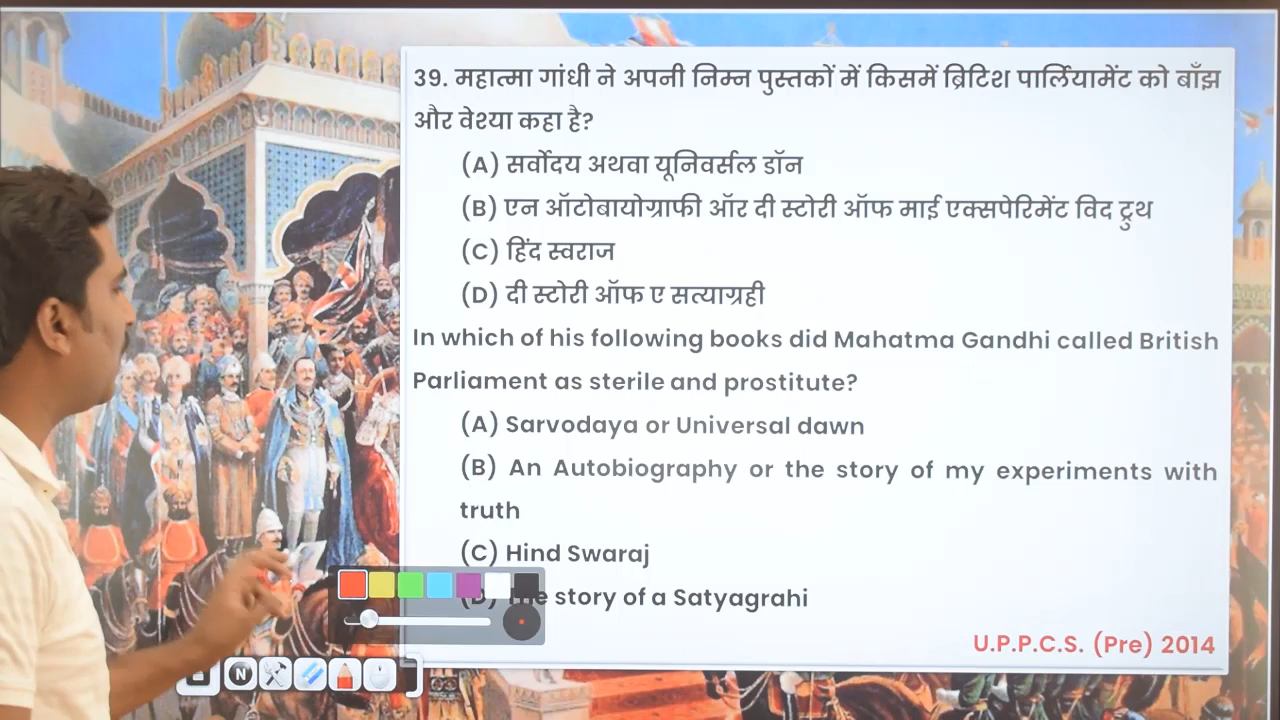 39. महात्मा गांधी ने अपनी निम्न पुस्तकों में किसमें ब्रिटिश पार्लियामेंट को बाँझ
और वेश्या कहा है?
(A) सर्वोदय अथवा यूनिवर्सल डॉन
(B) एन ऑटोबायोग्राफी ऑर दी स्टोरी ऑफ माई एक्सपेरिमेंट विद ट्रुथ
(C) हिंद स्वराज
(D) दी स्टोरी ऑफ ए सत्याग्रही
In which of his following books did Mahatma Gandhi called British
Parliament as sterile and prostitute?
(A) Sarvodaya or Universal dawn
(B) An Autobiography or the story of my experiments with
truth
(C) Hind Swaraj
(D) The story of a Satyagrahi
U.P.P.C.S. (Pre) 2014
N